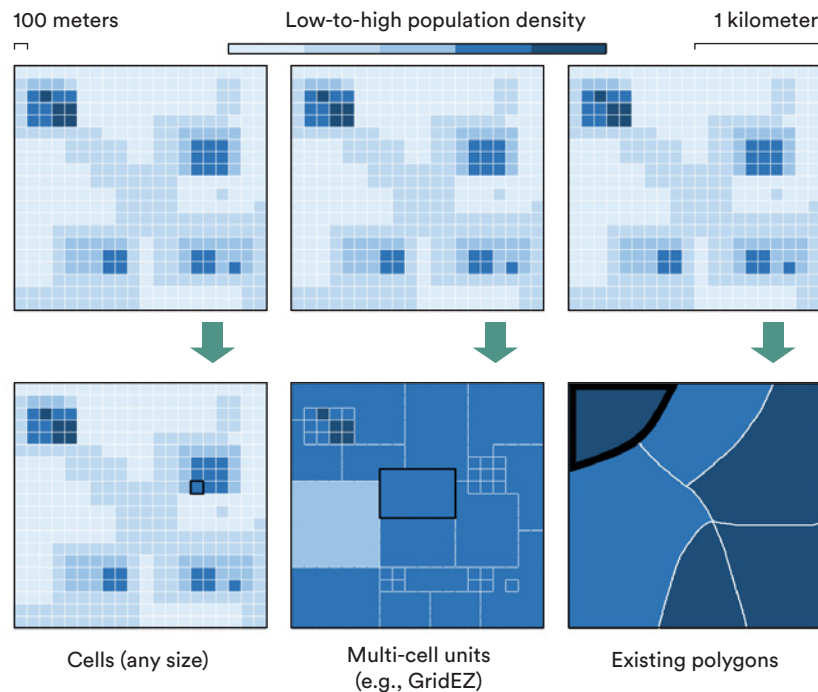 100 meters
Low-to-high population density
1 kilometer
Cells (any size)
Multi-cell units
(e.g., GridEZ)
Existing polygons